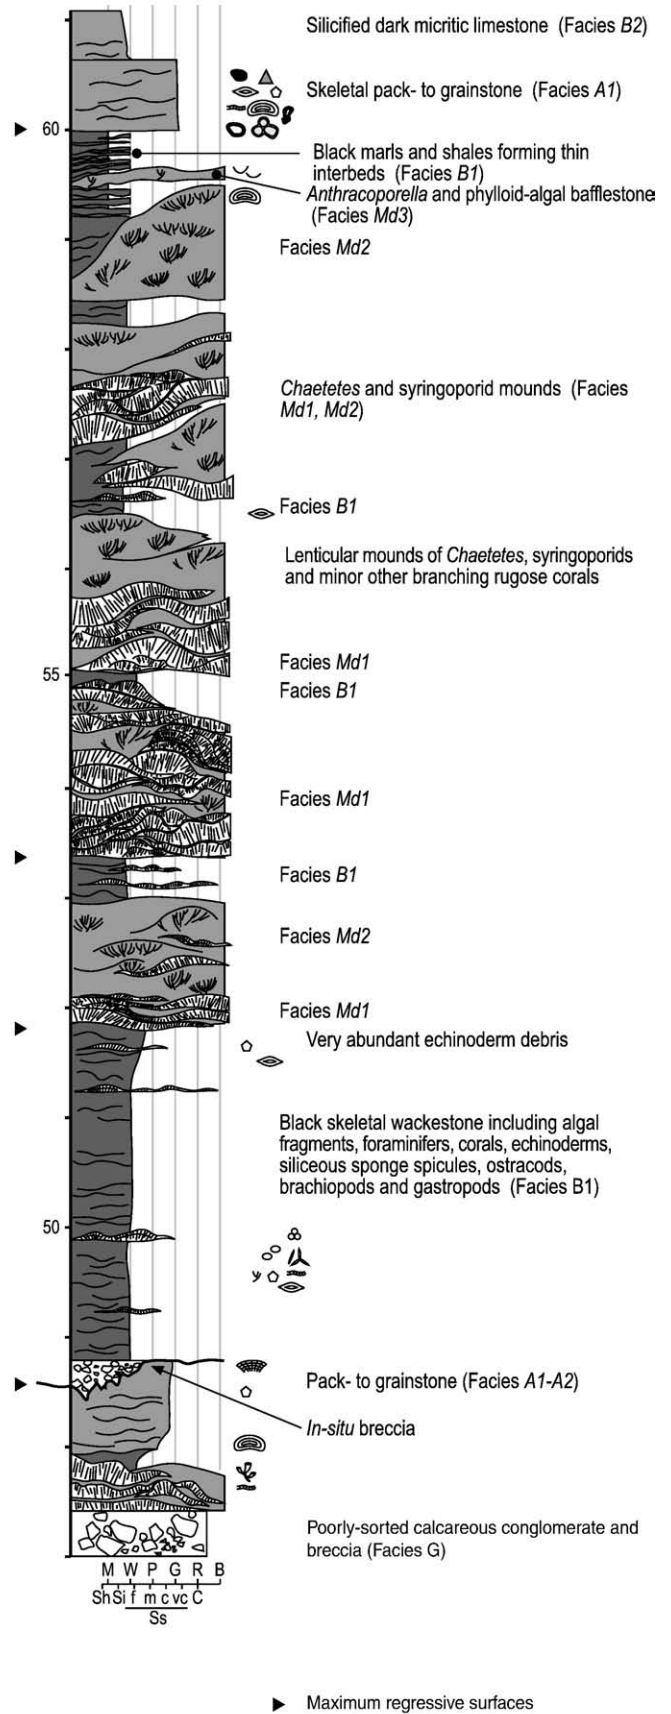 Silicified dark micritic limestone (Facies B2)
Skeletal pack- to grainstone (Facies A1)
60
Black marls and shales forming thin
interbeds (Facies B1)
Anthracoporella and phylloid-algal bafflestone
(Facies Md3)
Facies Md2
Chaetetes and syringoporid mounds (Facies
Md1, Md2)
Facies B1
Lenticular mounds of Chaetetes, syringoporids
and minor other branching rugose corals
Facies Md1
55
Facies B1
Facies Md1
Facies B1
Facies Md2
Facies Md1
Very abundant echinoderm debris
Black skeletal wackestone including algal
fragments, foraminifers, corals, echinoderms,
siliceous sponge spicules, ostracods,
brachiopods and gastropods (Facies B1)
50
Pack- to grainstone (Facies A1-A2)
In-situ breccia
Poorly-sorted calcareous conglomerate and
breccia (Facies G)
M W P G R B
Sh Si f m c vc C
Ss
Maximum regressive surfaces